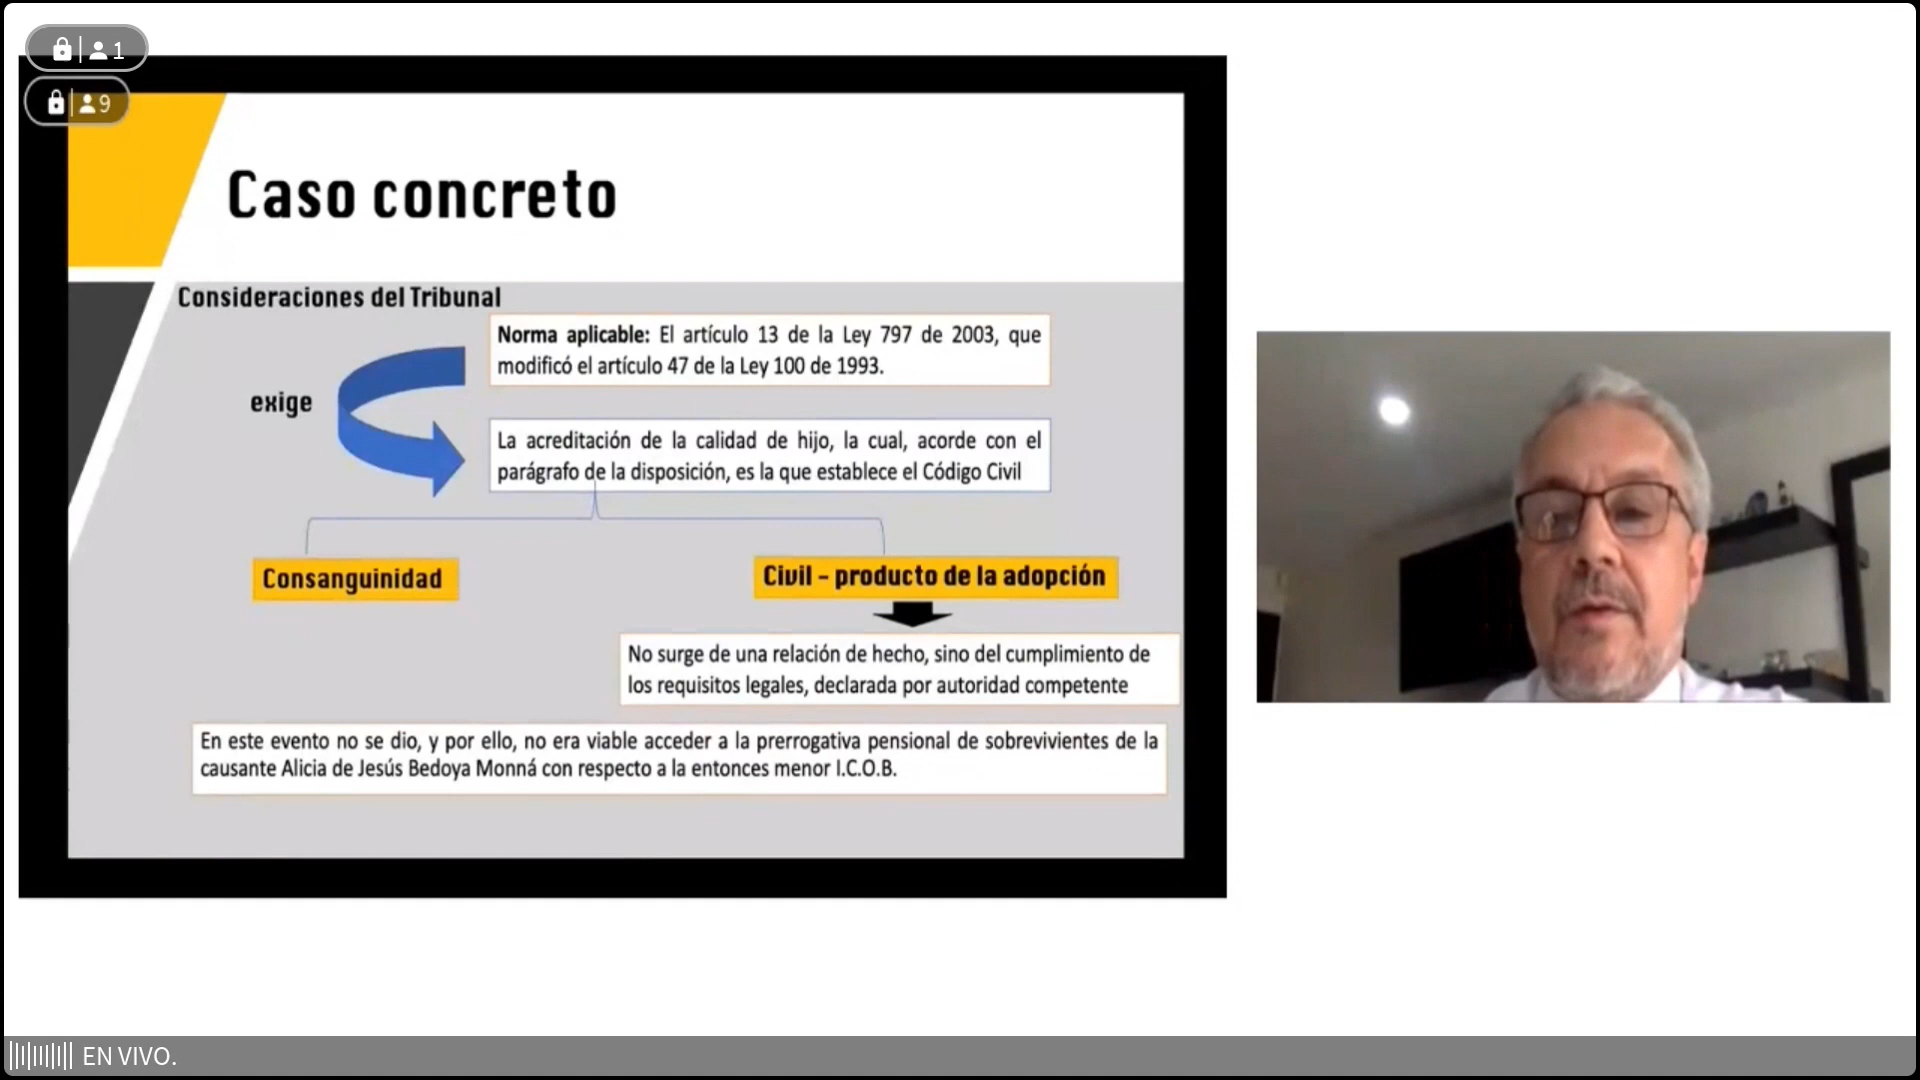 1
9
Caso concreto
Consideraciones del Tribunal
Norma aplicable: El artículo 13 de la Ley 797 de 2003, que
modificó el artículo 47 de la Ley 100 de 1993.
exige
La acreditación de la calidad de hijo, la cual, acorde con el
parágrafo de la disposición, es la que establece el Código Civil
Consanguinidad
Civil - producto de la adopción
No surge de una relación de hecho, sino del cumplimiento de
los requisitos legales, declarada por autoridad competente
En este evento no se dio, y por ello, no era viable acceder a la prerrogativa pensional de sobrevivientes de la
causante Alicia de Jesús Bedoya Monná con respecto a la entonces menor I.C.O.B.
EN VIVO.